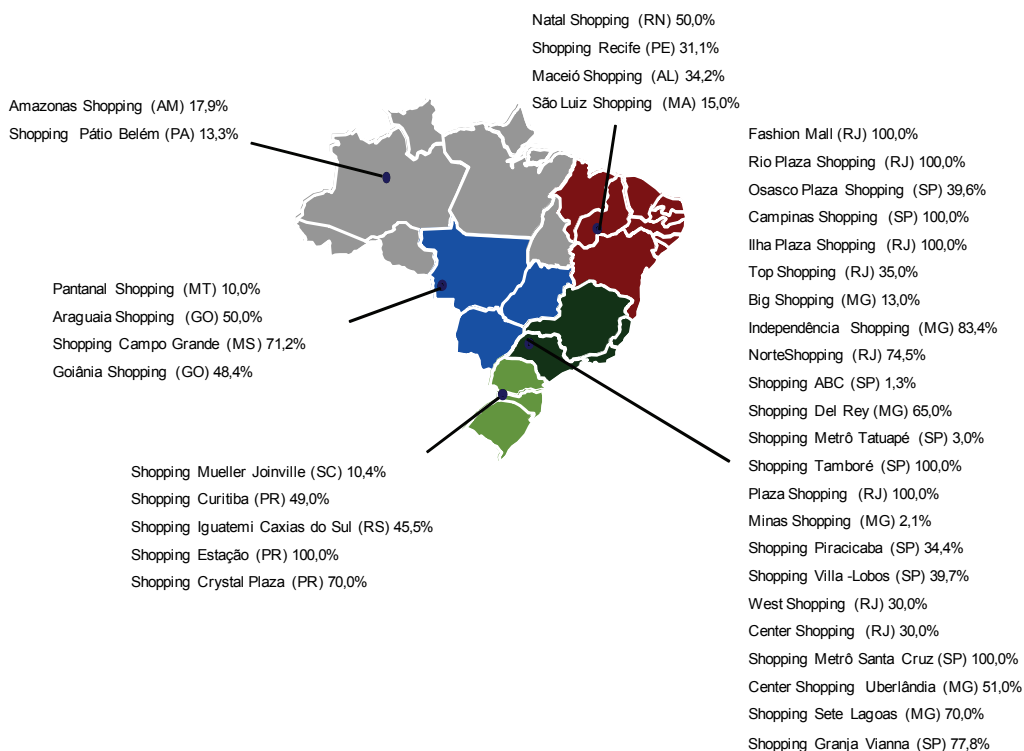 Natal Shopping (RN) 50,0%
Shopping Recife (PE) 31,1%
Maceió Shopping (AL) 34,2%
São Luiz Shopping (MA) 15,0%
Amazonas Shopping (AM) 17,9%
Shopping Pátio Belém (PA) 13,3%
Pantanal Shopping (MT) 10,0%
Araguaia Shopping (GO) 50,0%
Shopping Campo Grande (MS) 71,2%
Goiânia Shopping (GO) 48,4%
Shopping Mueller Joinville (SC) 10,4%
Shopping Curitiba (PR) 49,0%
Shopping Iguatemi Caxias do Sul (RS) 45,5%
Shopping Estação (PR) 100,0%
Shopping Crystal Plaza (PR) 70,0%
Fashion Mall (RJ) 100,0%
Rio Plaza Shopping (RJ) 100,0%
Osasco Plaza Shopping (SP) 39,6%
Campinas Shopping (SP) 100,0%
Ilha Plaza Shopping (RJ) 100,0%
Top Shopping (RJ) 35,0%
Big Shopping (MG) 13,0%
Independência Shopping (MG) 83,4%
NorteShopping (RJ) 74,5%
Shopping ABC (SP) 1,3%
Shopping Del Rey (MG) 65,0%
Shopping Metrô Tatuapé (SP) 3,0%
Shopping Tamboré (SP) 100,0%
Plaza Shopping (RJ) 100,0%
Minas Shopping (MG) 2,1%
Shopping Piracicaba (SP) 34,4%
Shopping Villa -Lobos (SP) 39,7%
West Shopping (RJ) 30,0%
Center Shopping (RJ) 30,0%
Shopping Metrô Santa Cruz (SP) 100,0%
Center Shopping Uberlândia (MG) 51,0%
Shopping Sete Lagoas (MG) 70,0%
Shopping Granja Vianna (SP) 77,8%